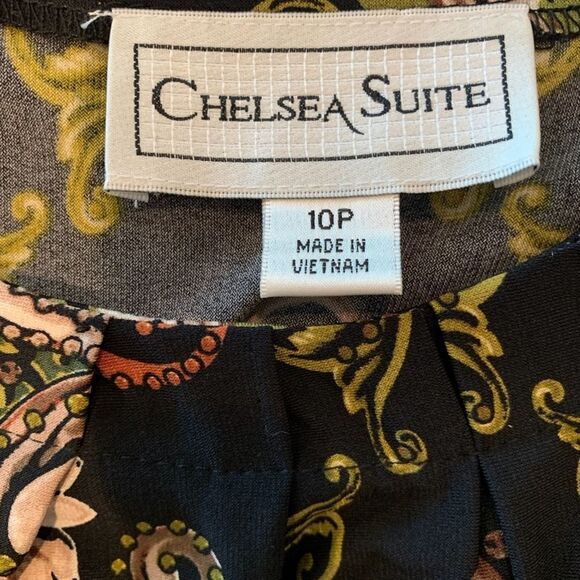 CHELSEA SUITE
10P
MADE IN
VIETNAM